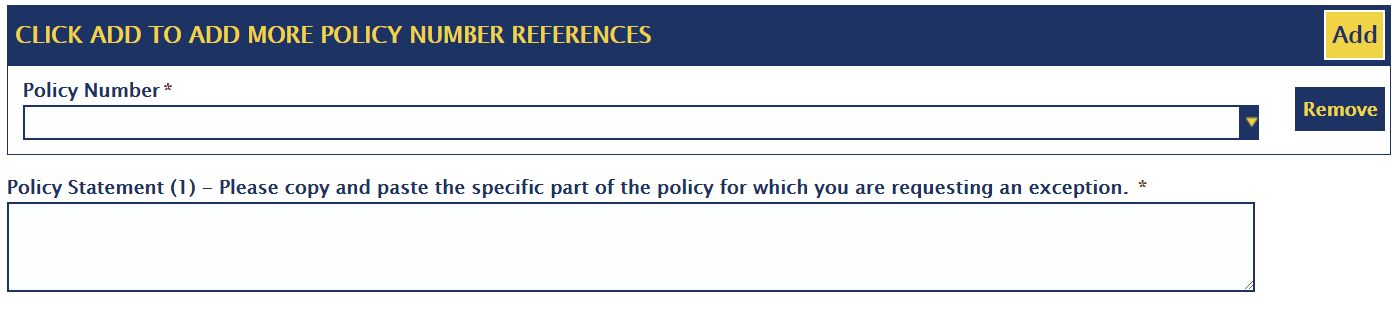 CLICK ADD TO ADD MORE POLICY NUMBER REFERENCES
Add
Policy Number*
Remove
Policy Statement (1) – Please copy and paste the specific part of the policy for which you are requesting an exception. *